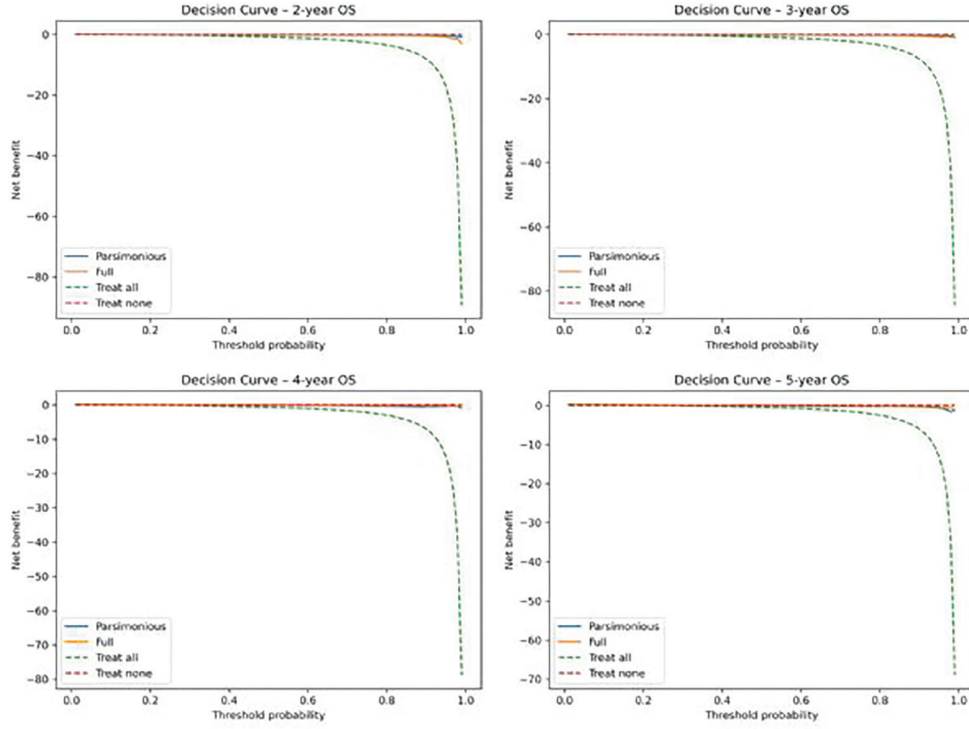 Decision Curve – 2-year OS
Net benefit
0
−20
−40
−60
−80
Parsimonious
Full
Treat all
Treat none
0.0 0.2 0.4 0.6 0.8 1.0
Threshold probability
Decision Curve – 3-year OS
Net benefit
0
−20
−40
−60
−80
Parsimonious
Full
Treat all
Treat none
0.0 0.2 0.4 0.6 0.8 1.0
Threshold probability
Decision Curve – 4-year OS
Net benefit
0
−10
−20
−30
−40
−50
−60
−70
−80
Parsimonious
Full
Treat all
Treat none
0.0 0.2 0.4 0.6 0.8 1.0
Threshold probability
Decision Curve – 5-year OS
Net benefit
0
−10
−20
−30
−40
−50
−60
−70
Parsimonious
Full
Treat all
Treat none
0.0 0.2 0.4 0.6 0.8 1.0
Threshold probability